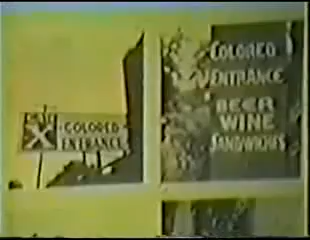 X
COLORED
ENTRANCE
COLORED
ENTRANCE
BEER
WINE
SANDWICHES